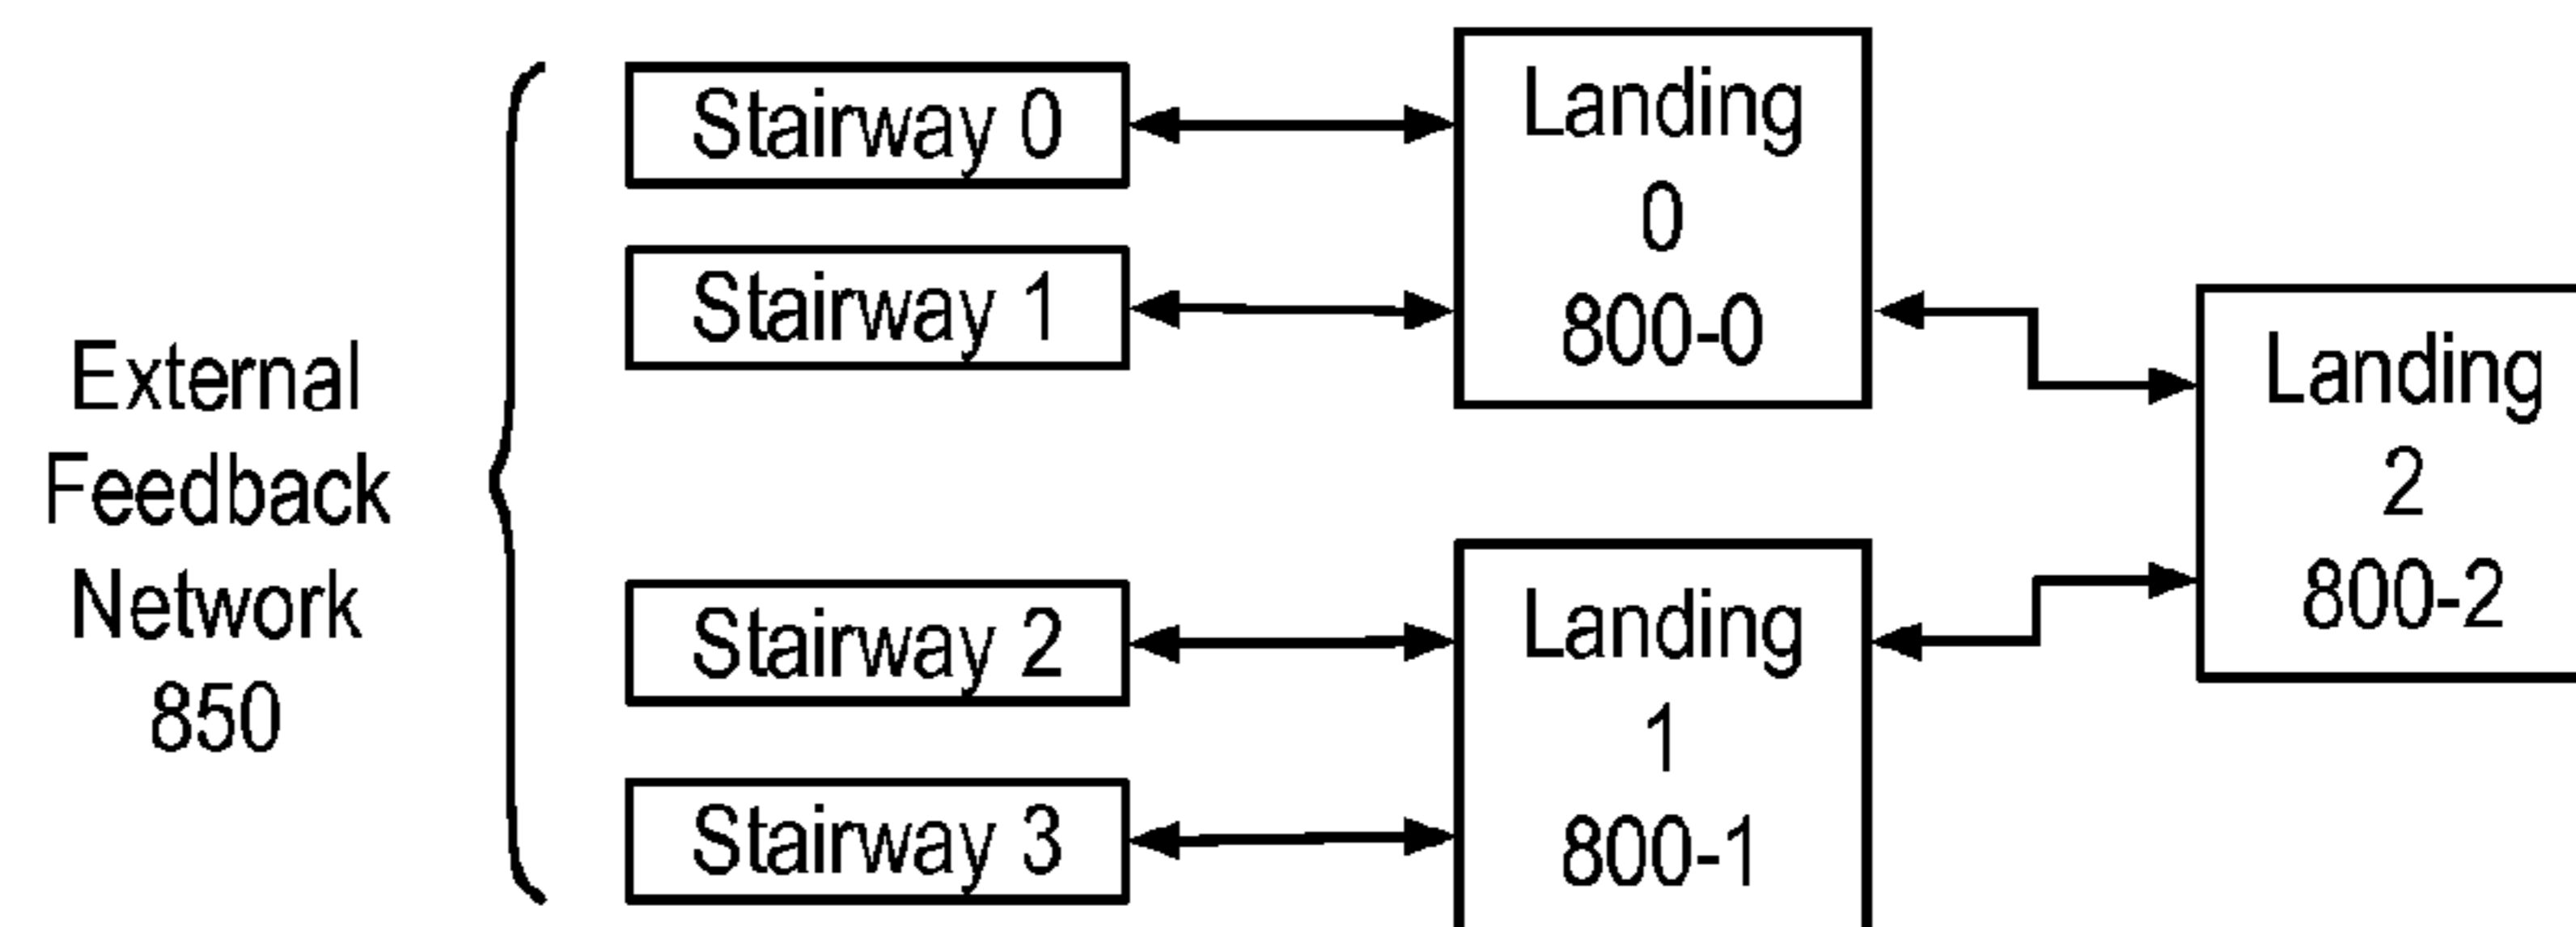 External
Feedback
Network
850
Stairway 0
Stairway 1
Stairway 2
Stairway 3
Landing
0
800-0
Landing
1
800-1
Landing
2
800-2